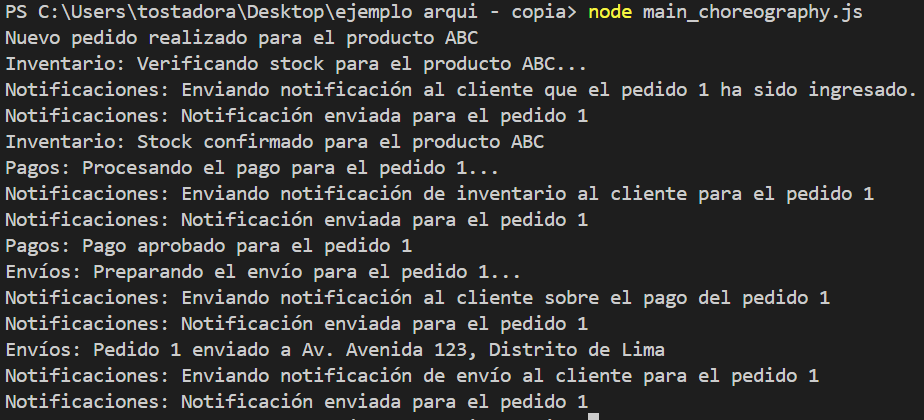 PS C:\Users\tostadora\Desktop\ejemplo arqui - copia> node main_choreography.js
Nuevo pedido realizado para el producto ABC
Inventario: Verificando stock para el producto ABC...
Notificaciones: Enviando notificación al cliente que el pedido 1 ha sido ingresado.
Notificaciones: Notificación enviada para el pedido 1
Inventario: Stock confirmado para el producto ABC
Pagos: Procesando el pago para el pedido 1...
Notificaciones: Enviando notificación de inventario al cliente para el pedido 1
Notificaciones: Notificación enviada para el pedido 1
Pagos: Pago aprobado para el pedido 1
Envíos: Preparando el envío para el pedido 1...
Notificaciones: Enviando notificación al cliente sobre el pago del pedido 1
Notificaciones: Notificación enviada para el pedido 1
Envíos: Pedido 1 enviado a Av. Avenida 123, Distrito de Lima
Notificaciones: Enviando notificación de envío al cliente para el pedido 1
Notificaciones: Notificación enviada para el pedido 1